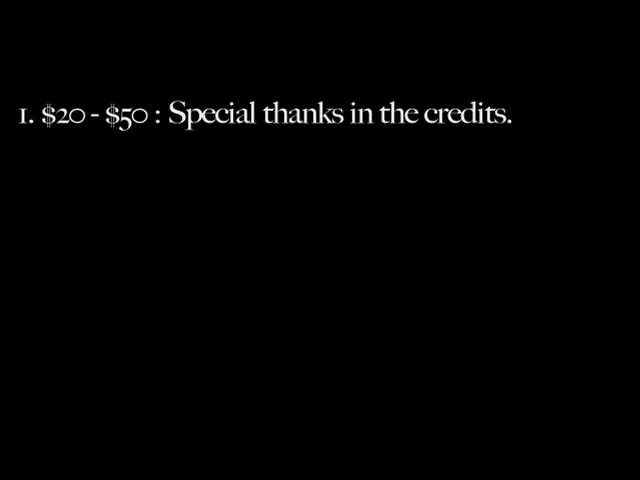 1. $20 - $50 : Special thanks in the credits.